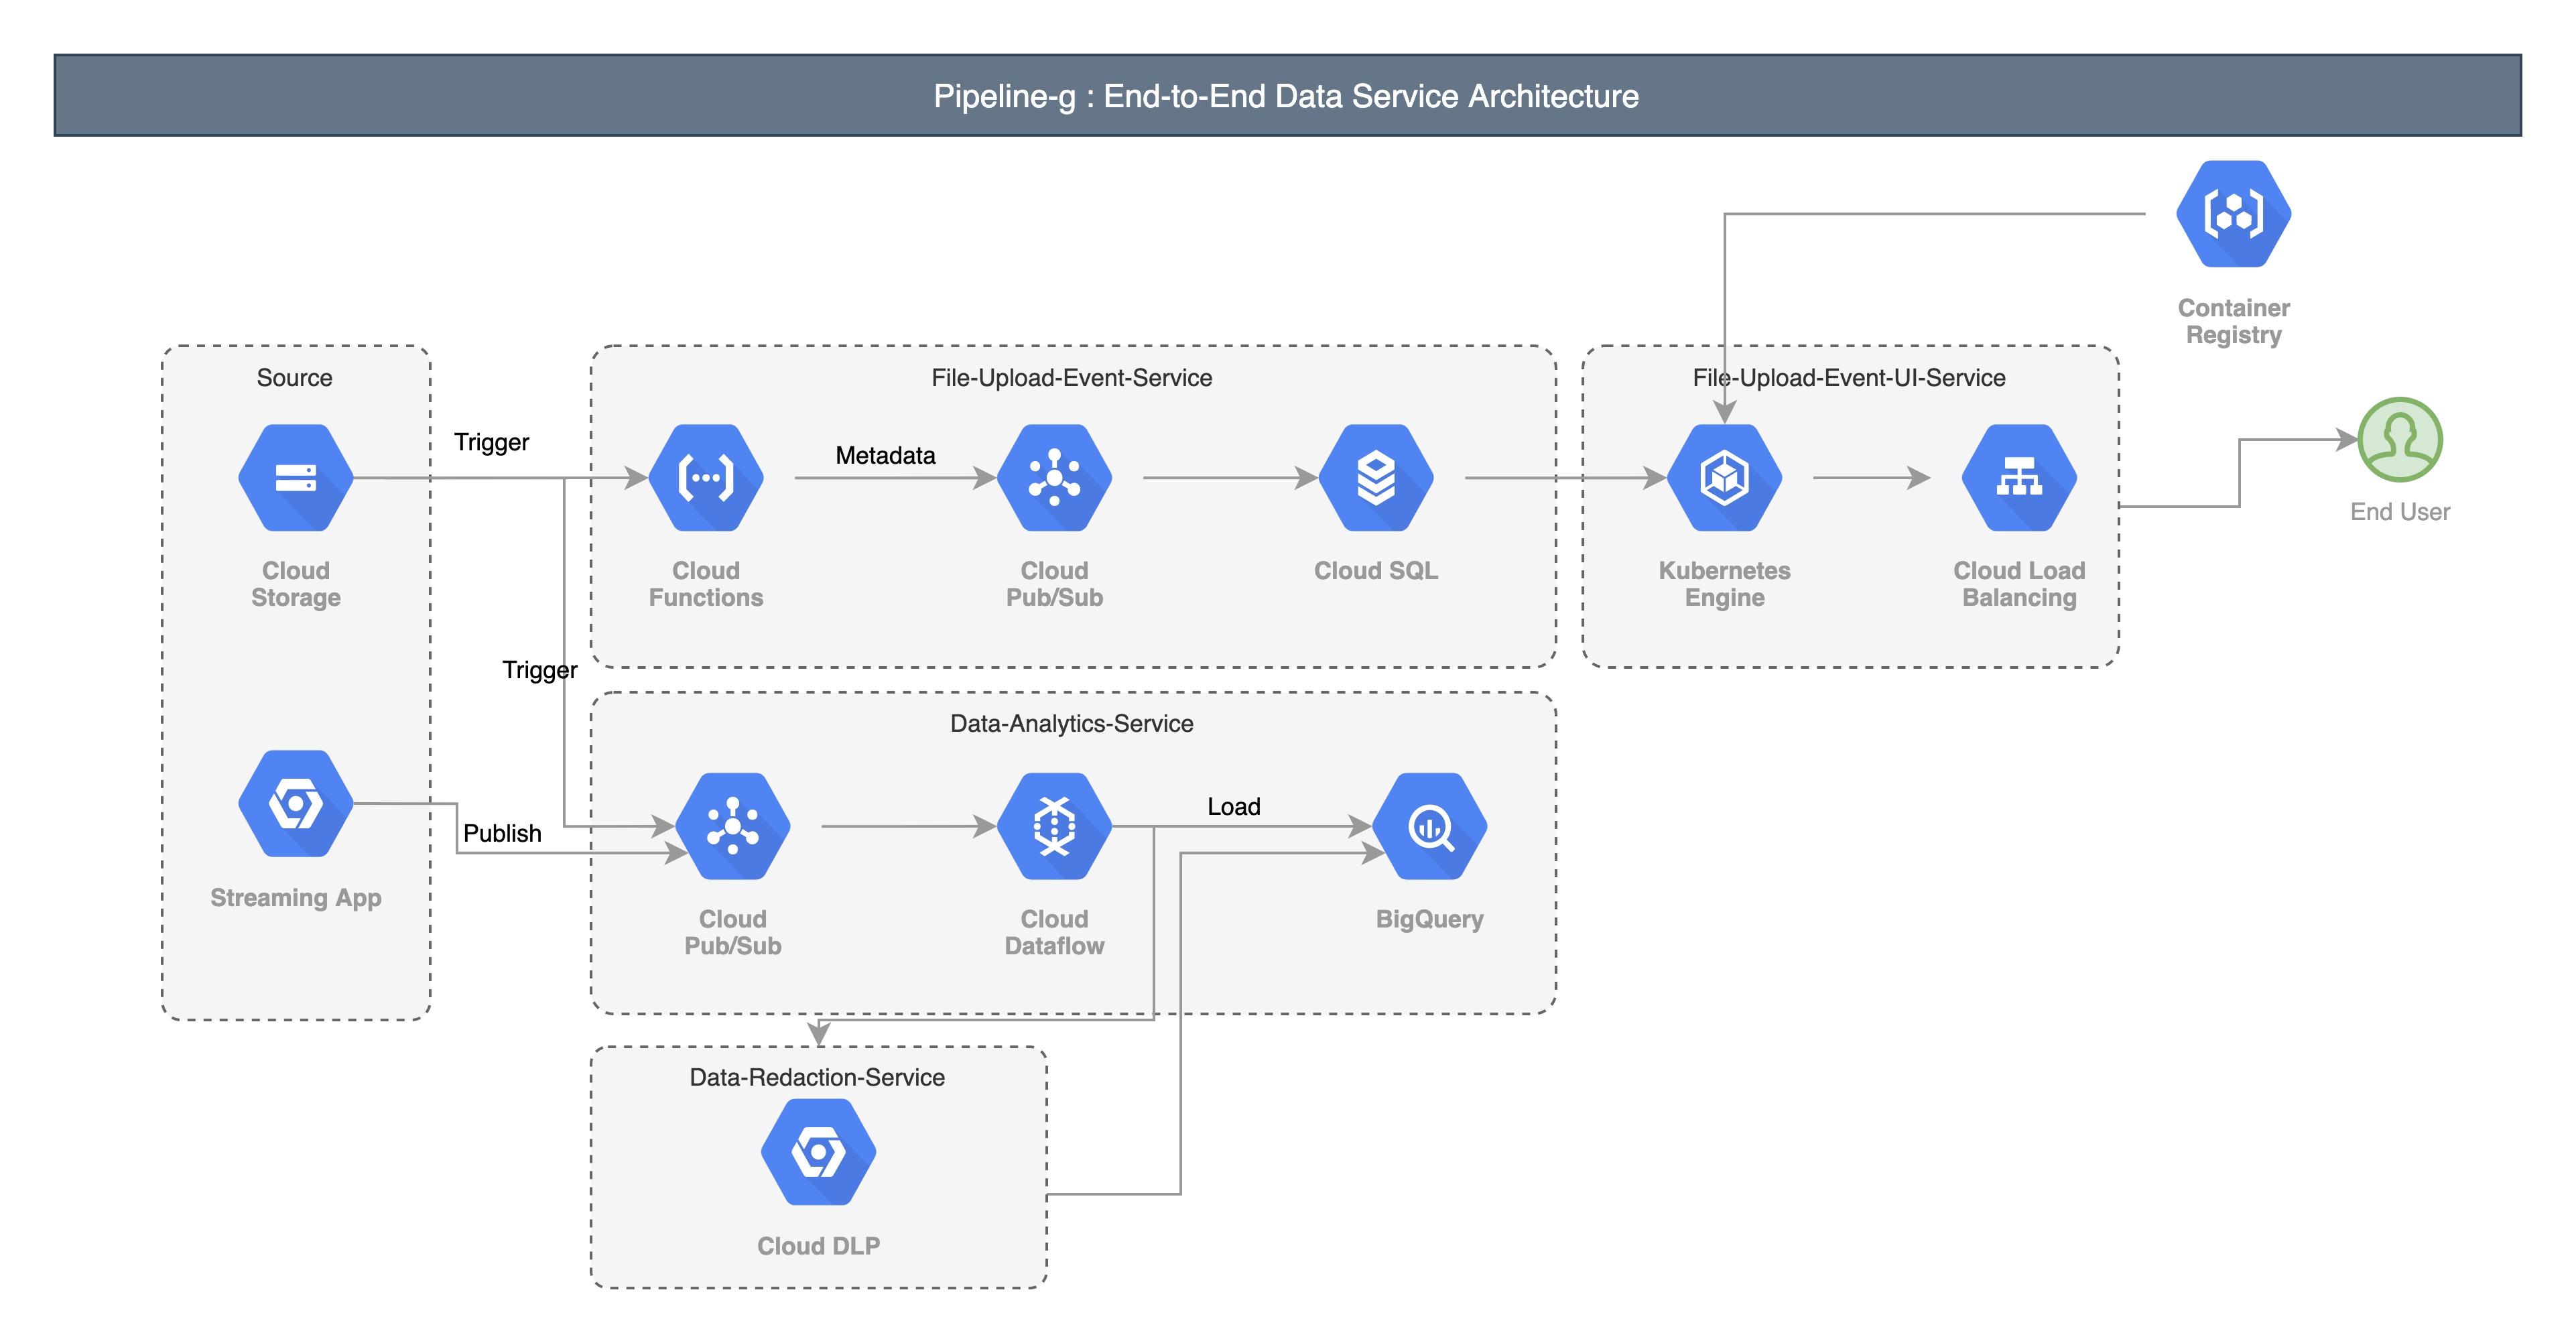 Pipeline-g : End-to-End Data Service Architecture
Container
Registry
Source
File-Upload-Event-Service
File-Upload-Event-UI-Service
Trigger
Metadata
Cloud
Storage
Cloud
Functions
Cloud
Pub/Sub
Cloud SQL
Kubernetes
Engine
Cloud Load
Balancing
End User
Trigger
Data-Analytics-Service
Publish
Load
Streaming App
Cloud
Pub/Sub
Cloud
Dataflow
BigQuery
Data-Redaction-Service
Cloud DLP